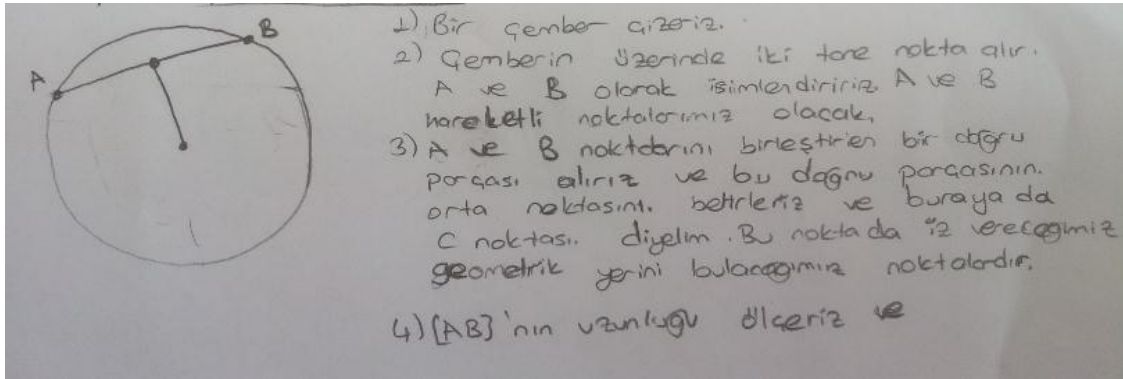 A
B
1) Bir çember çizeriz.
2) Çemberin üzerinde iki tane nokta alır.
A ve B olarak isimlendiririz. A ve B
hareketli noktalarımız olacak.
3) A ve B noktalarını birleştiren bir doğru
parçası alırız ve bu doğru parçasının.
orta noktasını. belirleriz ve buraya da
C noktası. diyelim. Bu nokta da iz vereceğimiz
geometrik yerini bulacağımız noktalardır.
4) [AB]'nın uzunluğu ölçeriz ve